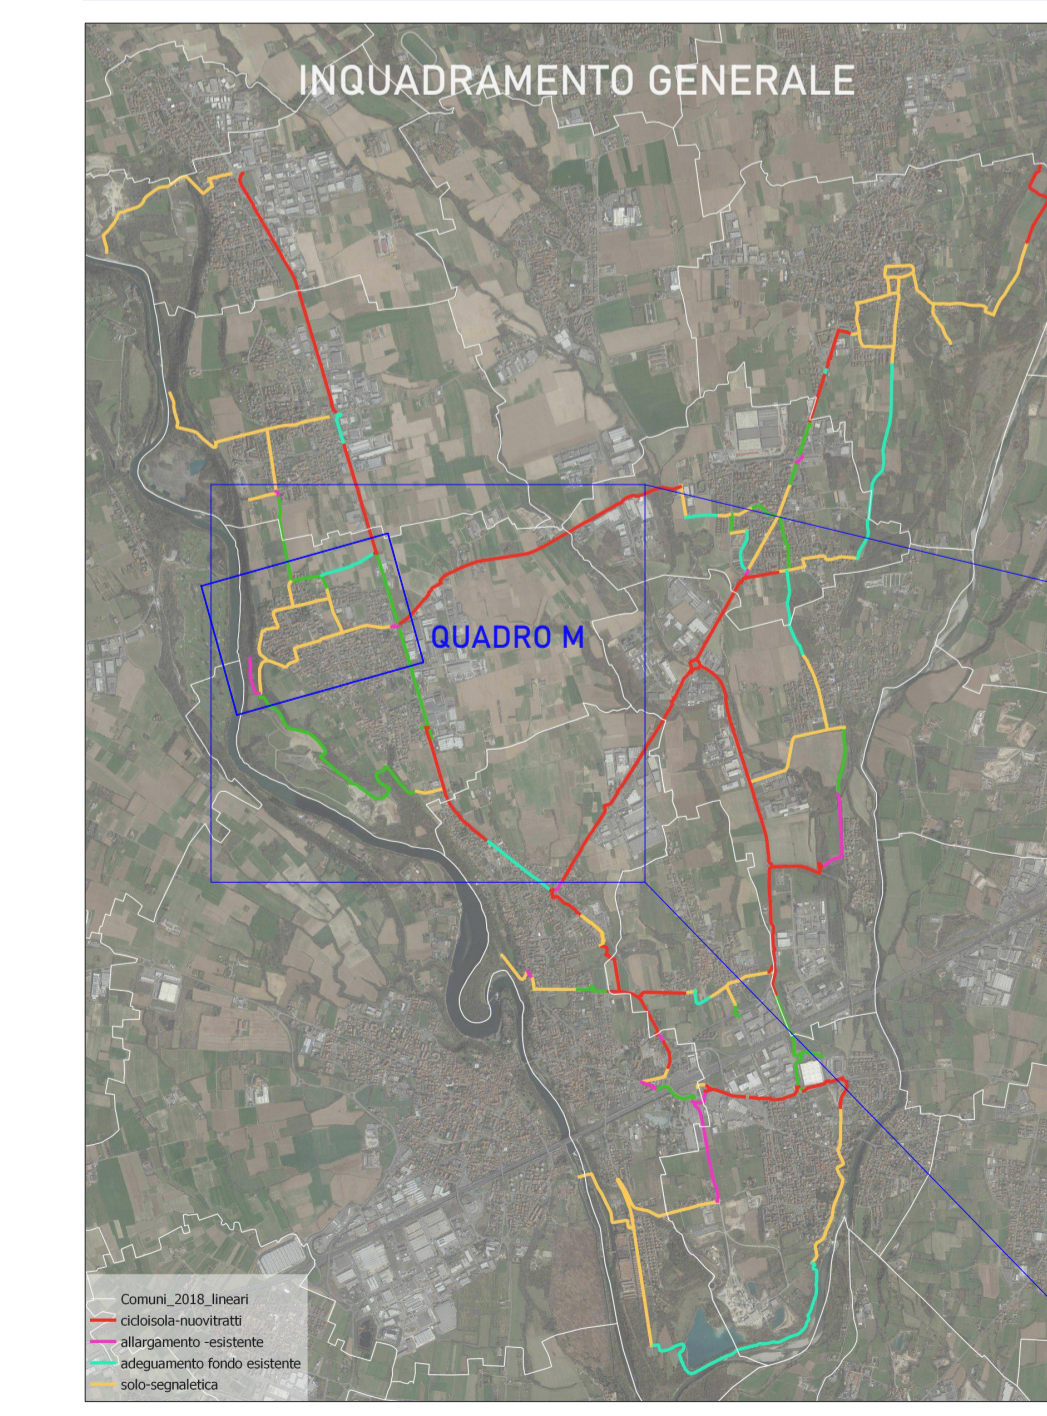 INQUADRAMENTO GENERALE
QUADRO M
Comuni_2018_lineari
cicloisola-nuovitratti
allargamento -esistente
adeguamento fondo esistente
solo-segnaletica